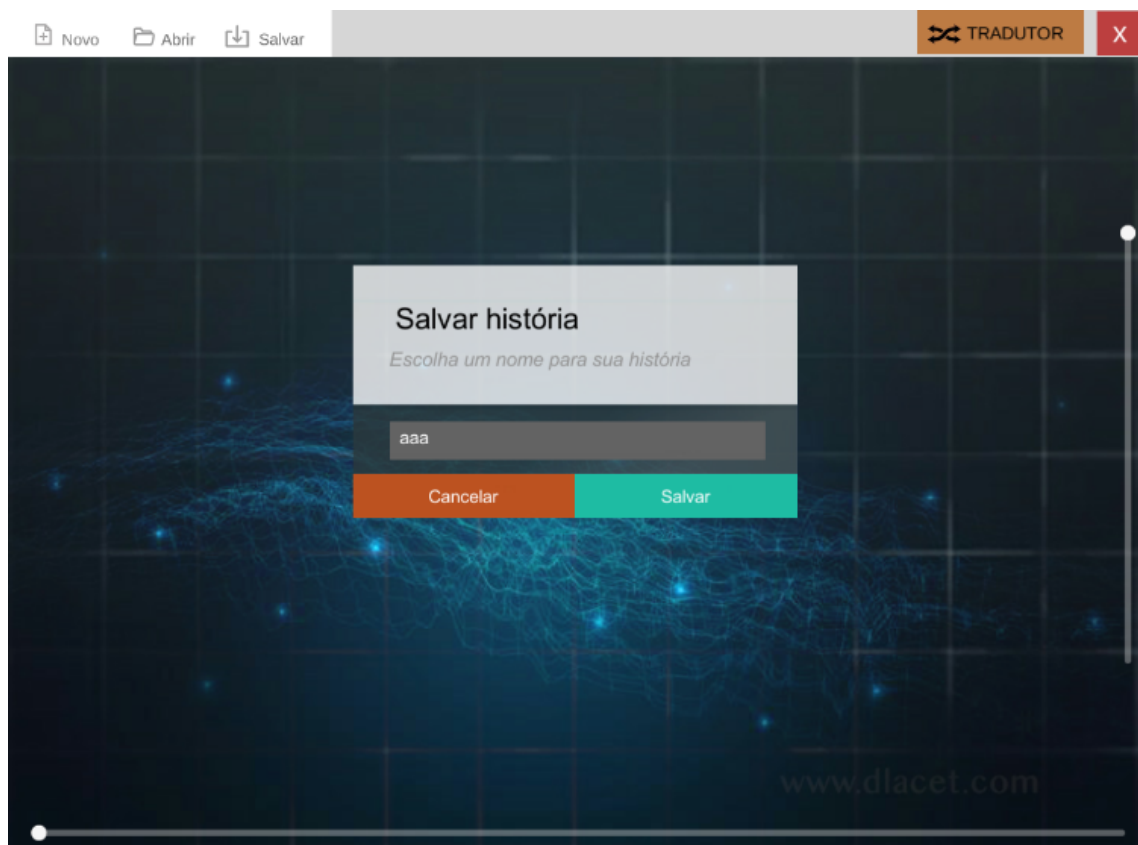 Novo Abrir Salvar TRADUTOR X
Salvar história
Escolha um nome para sua história
aaa
Cancelar Salvar
www.dlacet.com